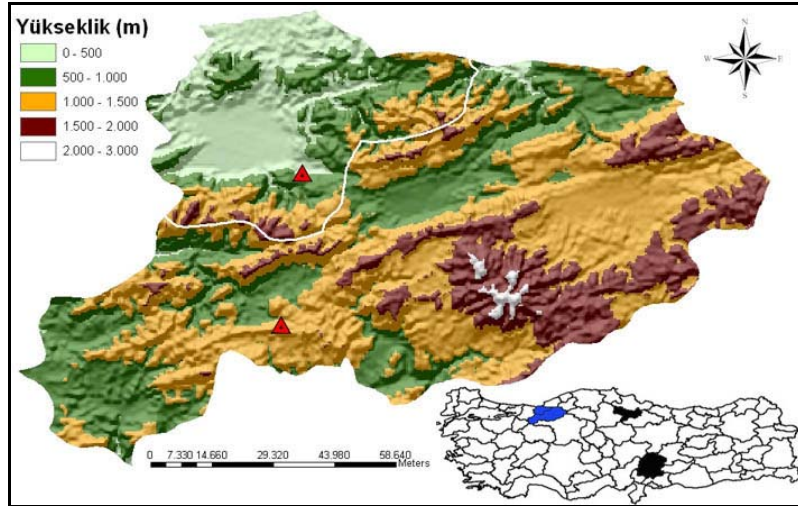 Yükseklik (m)
0 - 500
500 - 1.000
1.000 - 1.500
1.500 - 2.000
2.000 - 3.000
N
W
E
S
0 7.330 14.660 29.320 43.980 58.640
Meters